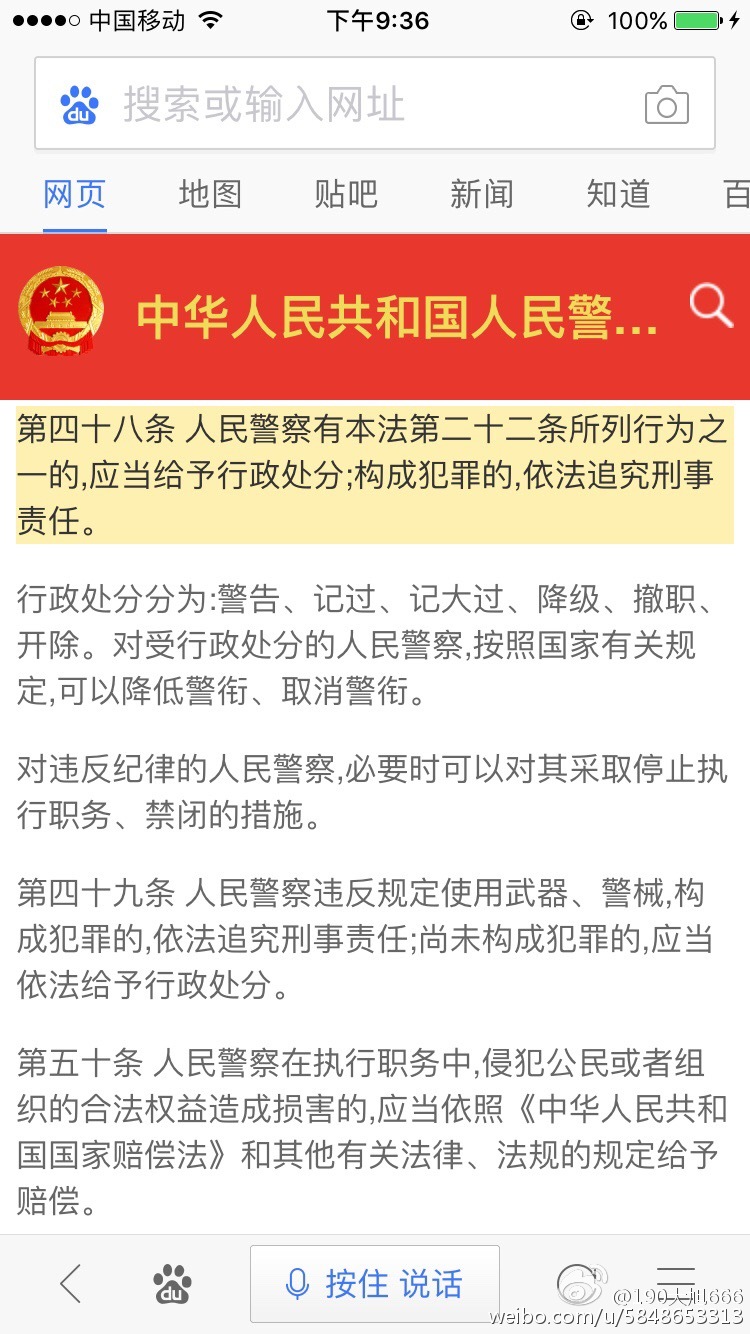 中国移动 下午9:36 100%
du 搜索或输入网址
网页 地图 贴吧 新闻 知道 百
中华人民共和国人民警...
第四十八条 人民警察有本法第二十二条所列行为之
一的,应当给予行政处分;构成犯罪的,依法追究刑事
责任。
行政处分分为:警告、记过、记大过、降级、撤职、
开除。对受行政处分的人民警察,按照国家有关规
定,可以降低警衔、取消警衔。
对违反纪律的人民警察,必要时可以对其采取停止执
行职务、禁闭的措施。
第四十九条 人民警察违反规定使用武器、警械,构
成犯罪的,依法追究刑事责任;尚未构成犯罪的,应当
依法给予行政处分。
第五十条 人民警察在执行职务中,侵犯公民或者组
织的合法权益造成损害的,应当依照《中华人民共和
国国家赔偿法》和其他有关法律、法规的规定给予
赔偿。
du 按住 说话
weibo.com/u/5848653313